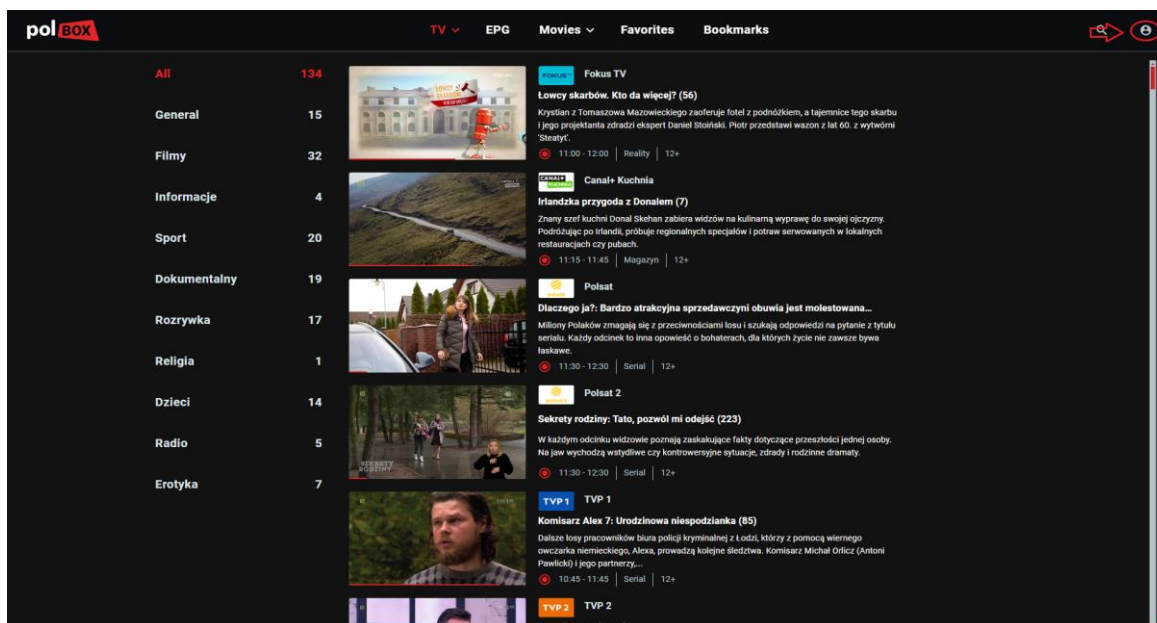 pol BOX
TV
EPG
Movies
Favorites
Bookmarks
All 134
General 15
Filmy 32
Informacje 4
Sport 20
Dokumentalny 19
Rozrywka 17
Religia 1
Dzieci 14
Radio 5
Erotyka 7
ŁOWCY
SKARBÓW
FOKUS TV Fokus TV
Łowcy skarbów. Kto da więcej? (56)
Krystian z Tomaszowa Mazowieckiego zaoferuje fotel z podnóżkiem, a tajemnice tego skarbu
i jego projektanta zdradzi ekspert Daniel Stoiński. Piotr przedstawi wazon z lat 60. z wytwórni
'Steatyt'.
11:00 - 12:00 | Reality | 12+
CANAL+
KUCHNIA
Canal+ Kuchnia
Irlandzka przygoda z Donalem (7)
Znany szef kuchni Donal Skehan zabiera widzów na kulinarną wyprawę do swojej ojczyzny.
Podróżując po Irlandii, próbuje regionalnych specjałów i potraw serwowanych w lokalnych
restauracjach czy pubach.
11:15 - 11:45 | Magazyn | 12+
Polsat
Dlaczego ja?: Bardzo atrakcyjna sprzedawczyni obuwia jest molestowana...
Miliony Polaków zmagają się z przeciwnościami losu i szukają odpowiedzi na pytanie z tytułu
serialu. Każdy odcinek to inna opowieść o bohaterach, dla których życie nie zawsze bywa
łaskawe.
11:30 - 12:30 | Serial | 12+
SEKRETY
RODZINY
Polsat 2
Sekrety rodziny: Tato, pozwól mi odejść (223)
W każdym odcinku widzowie poznają zaskakujące fakty dotyczące przeszłości jednej osoby.
Na jaw wychodzą wstydliwe czy kontrowersyjne sytuacje, zdrady i rodzinne dramaty.
11:30 - 12:30 | Serial | 12+
TVP 1 TVP 1
Komisarz Alex 7: Urodzinowa niespodzianka (85)
Dalsze losy pracowników biura policji kryminalnej z Łodzi, którzy z pomocą wiernego
owczarka niemieckiego, Alexa, prowadzą kolejne śledztwa. Komisarz Michał Orlicz (Antoni
Pawlicki) i jego partnerzy,...
10:45 - 11:45 | Serial | 12+
TVP 2 TVP 2